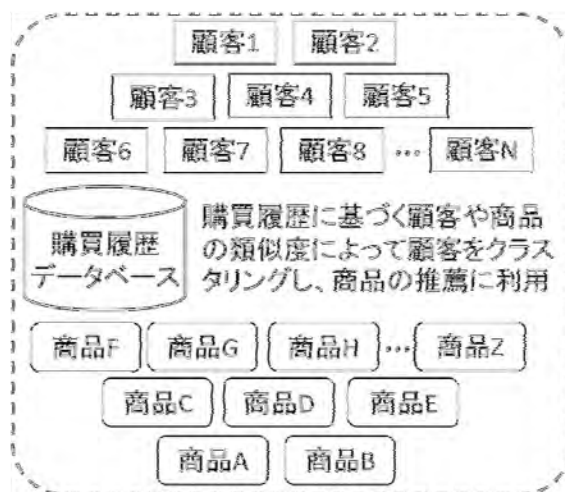 顧客1 顧客2
顧客3 顧客4 顧客5
顧客6 顧客7 顧客8 … 顧客N
購買履歴
データベース
購買履歴に基づく顧客や商品
の類似度によって顧客をクラス
タリングし、商品の推薦に利用
商品F 商品G 商品H … 商品Z
商品C 商品D 商品E
商品A 商品B